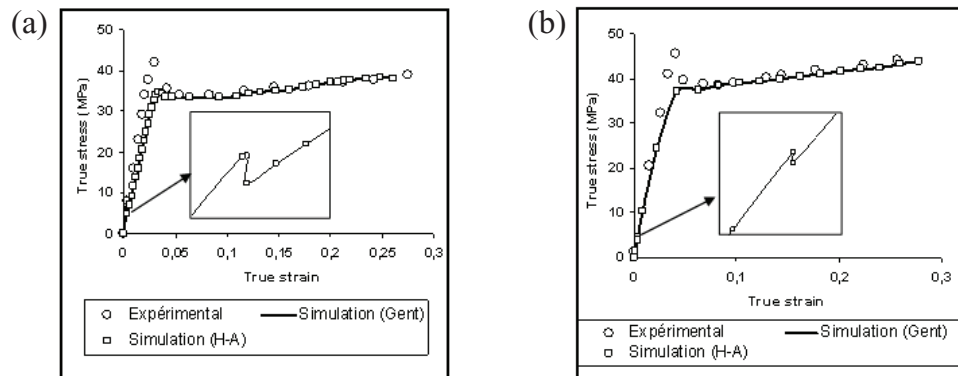 (a)
50
40
30
20
10
0
True stress (MPa)
0 0,05 0,1 0,15 0,2 0,25 0,3
True strain
Expérimental Simulation (Gent)
Simulation (H-A)
(b)
50
40
30
20
10
0
True stress (MPa)
0 0,1 0,2 0,3
True strain
Expérimental Simulation (Gent)
Simulation (H-A)